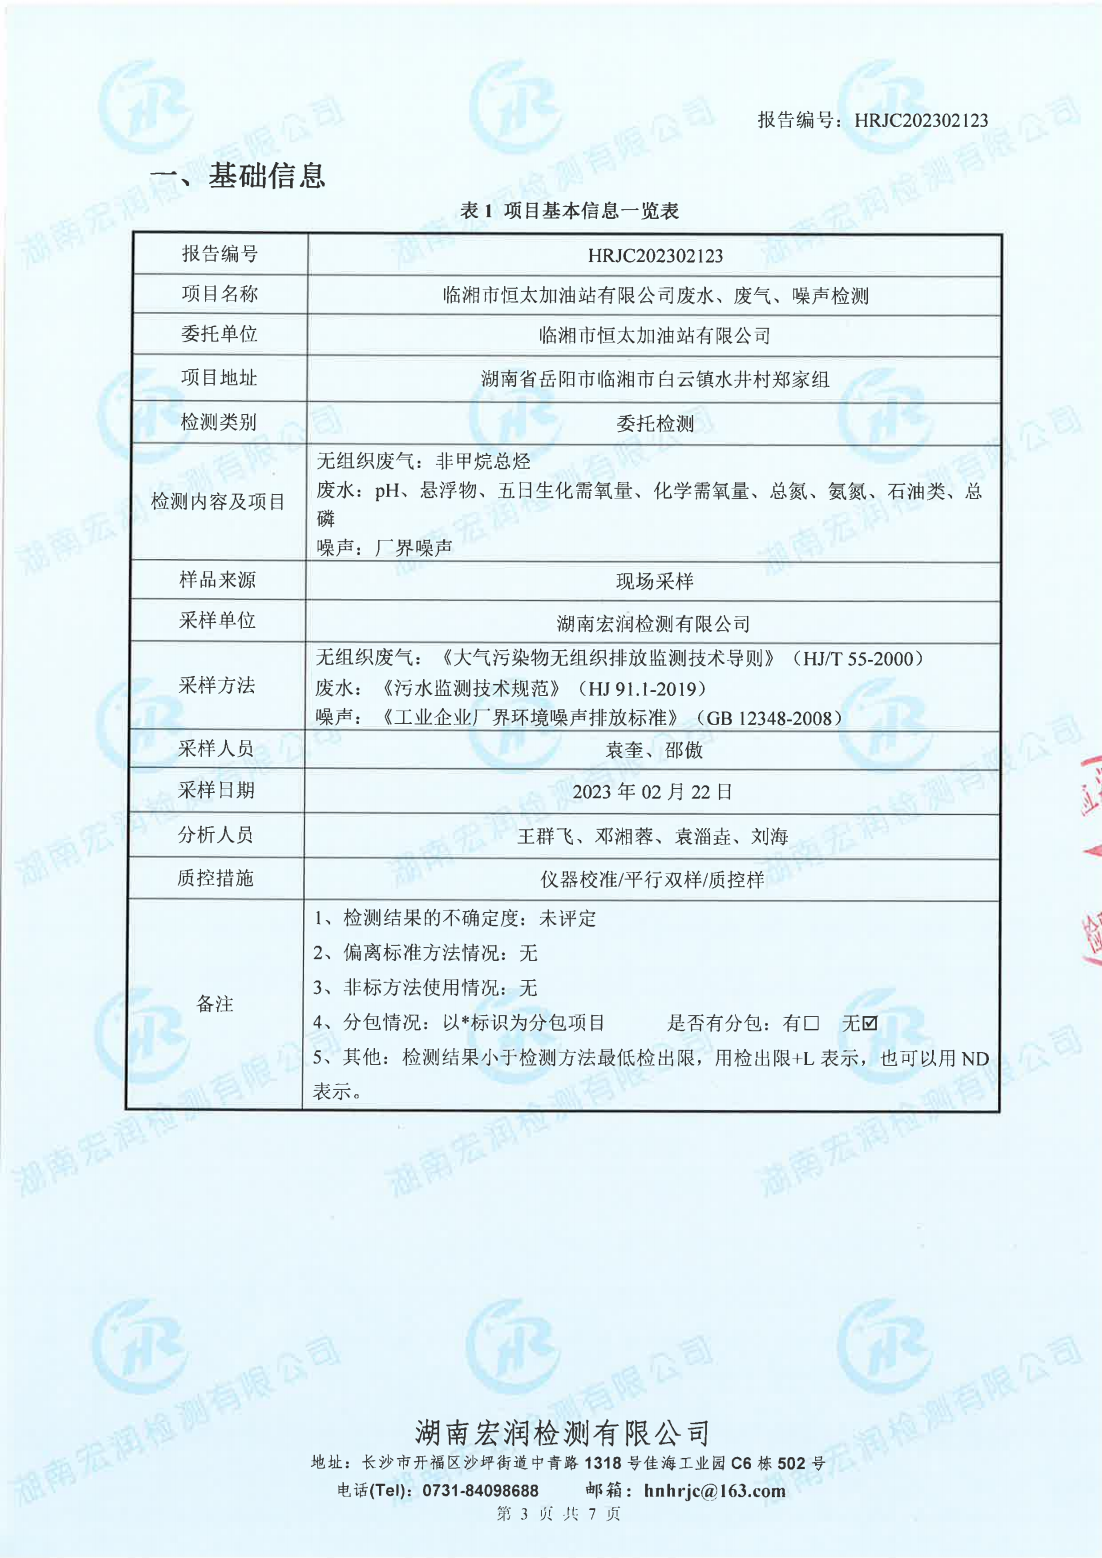 报告编号：HRJC202302123
一、基础信息
表 1 项目基本信息一览表
报告编号 HRJC202302123
项目名称 临湘市恒太加油站有限公司废水、废气、噪声检测
委托单位 临湘市恒太加油站有限公司
项目地址 湖南省岳阳市临湘市白云镇水井村郑家组
检测类别 委托检测
检测内容及项目
无组织废气：非甲烷总烃
废水：pH、悬浮物、五日生化需氧量、化学需氧量、总氮、氨氮、石油类、总
磷
噪声：厂界噪声
样品来源 现场采样
采样单位 湖南宏润检测有限公司
采样方法
无组织废气：《大气污染物无组织排放监测技术导则》（HJ/T 55-2000）
废水：《污水监测技术规范》（HJ 91.1-2019）
噪声：《工业企业厂界环境噪声排放标准》（GB 12348-2008）
采样人员 袁奎、邵傲
采样日期 2023 年 02 月 22 日
分析人员 王群飞、邓湘蓉、袁淄垚、刘海
质控措施 仪器校准/平行双样/质控样
备注
1、检测结果的不确定度：未评定
2、偏离标准方法情况：无
3、非标方法使用情况：无
4、分包情况：以*标识为分包项目 是否有分包：有☐ 无☑
5、其他：检测结果小于检测方法最低检出限，用检出限+L 表示，也可以用 ND
表示。
湖南宏润检测有限公司
地址：长沙市开福区沙坪街道中青路 1318 号佳海工业园 C6 栋 502 号
电话(Tel)：0731-84098688 邮箱：hnhrjc@163.com
第 3 页 共 7 页